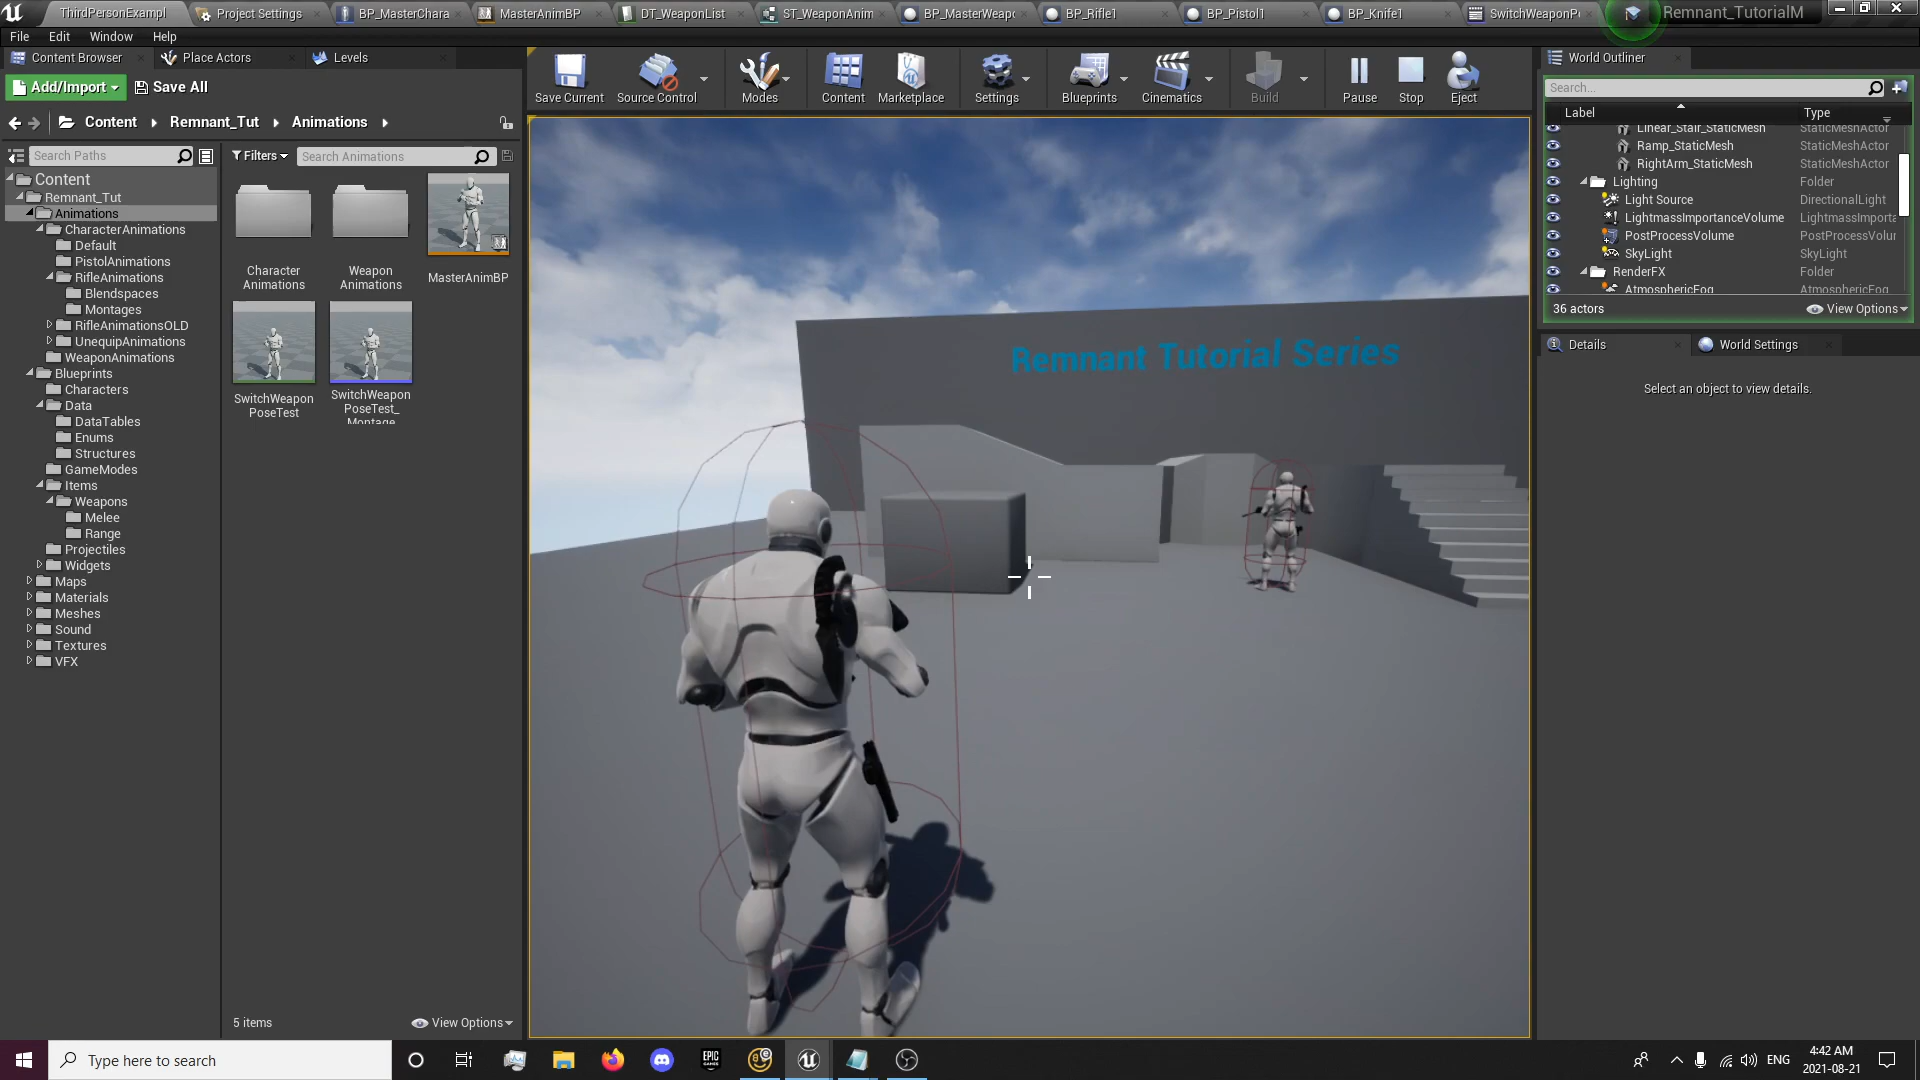 ThirdPersonExampl
Project Settings
BP_MasterChara
MasterAnimBP
DT_WeaponList
ST_WeaponAnim
BP_MasterWeapo
BP_Rifle1
BP_Pistol1
BP_Knife1
SwitchWeaponP
Remnant_TutorialM
File
Edit
Window
Help
Content Browser
Place Actors
Levels
Add/Import
Save All
Save Current
Source Control
Modes
Content
Marketplace
Settings
Blueprints
Cinematics
Build
Pause
Stop
Eject
Content
Remnant_Tut
Animations
Search Paths
Filters
Search Animations
Content
Remnant_Tut
Animations
CharacterAnimations
Default
PistolAnimations
RifleAnimations
Blendspaces
Montages
RifleAnimationsOLD
UnequipAnimations
WeaponAnimations
Blueprints
Characters
Data
DataTables
Enums
Structures
GameModes
Items
Weapons
Melee
Range
Projectiles
Widgets
Maps
Materials
Meshes
Sound
Textures
VFX
Character
Animations
Weapon
Animations
MasterAnimBP
SwitchWeapon
PoseTest
SwitchWeapon
PoseTest_
Montage
5 items
View Options
Remnant Tutorial Series
World Outliner
Search...
Label
Type
Linear_Stair_StaticMesh
StaticMeshActor
Ramp_StaticMesh
StaticMeshActor
RightArm_StaticMesh
StaticMeshActor
Lighting
Folder
Light Source
DirectionalLight
LightmassImportanceVolume
LightmassImporta
PostProcessVolume
PostProcessVolur
SkyLight
SkyLight
RenderFX
Folder
AtmosphericFog
AtmosphericFog
36 actors
View Options
Details
World Settings
Select an object to view details.
Type here to search
EPIC
GAMES
ENG
4:42 AM
2021-08-21